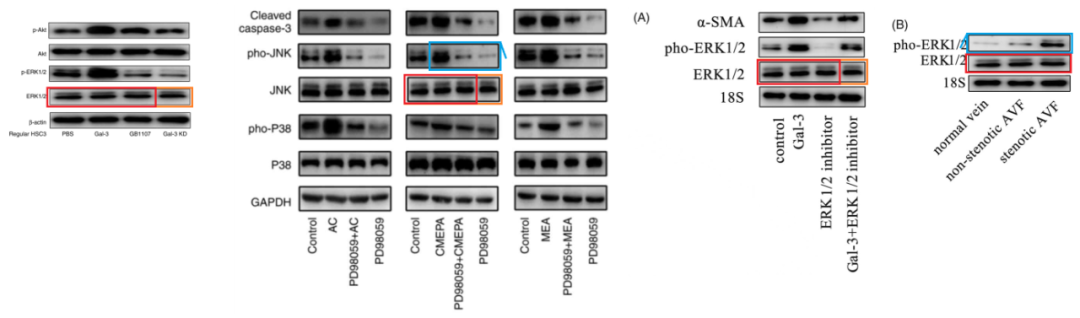 p-Akt
Akt
p-ERK1/2
ERK1/2
β-actin
Regular HSC3 PBS Gal-3 GB1107 Gal-3 KD
Cleaved
caspase-3
pho-JNK
JNK
pho-P38
P38
GAPDH
Control AC PD98059+AC PD98059
Control CMEPA PD98059+CMEPA PD98059
Control MEA PD98059+MEA PD98059
(A)
α-SMA
pho-ERK1/2
ERK1/2
18S
control Gal-3 ERK1/2 inhibitor Gal-3+ERK1/2 inhibitor
(B)
pho-ERK1/2
ERK1/2
18S
normal vein non-stenotic AVF stenotic AVF